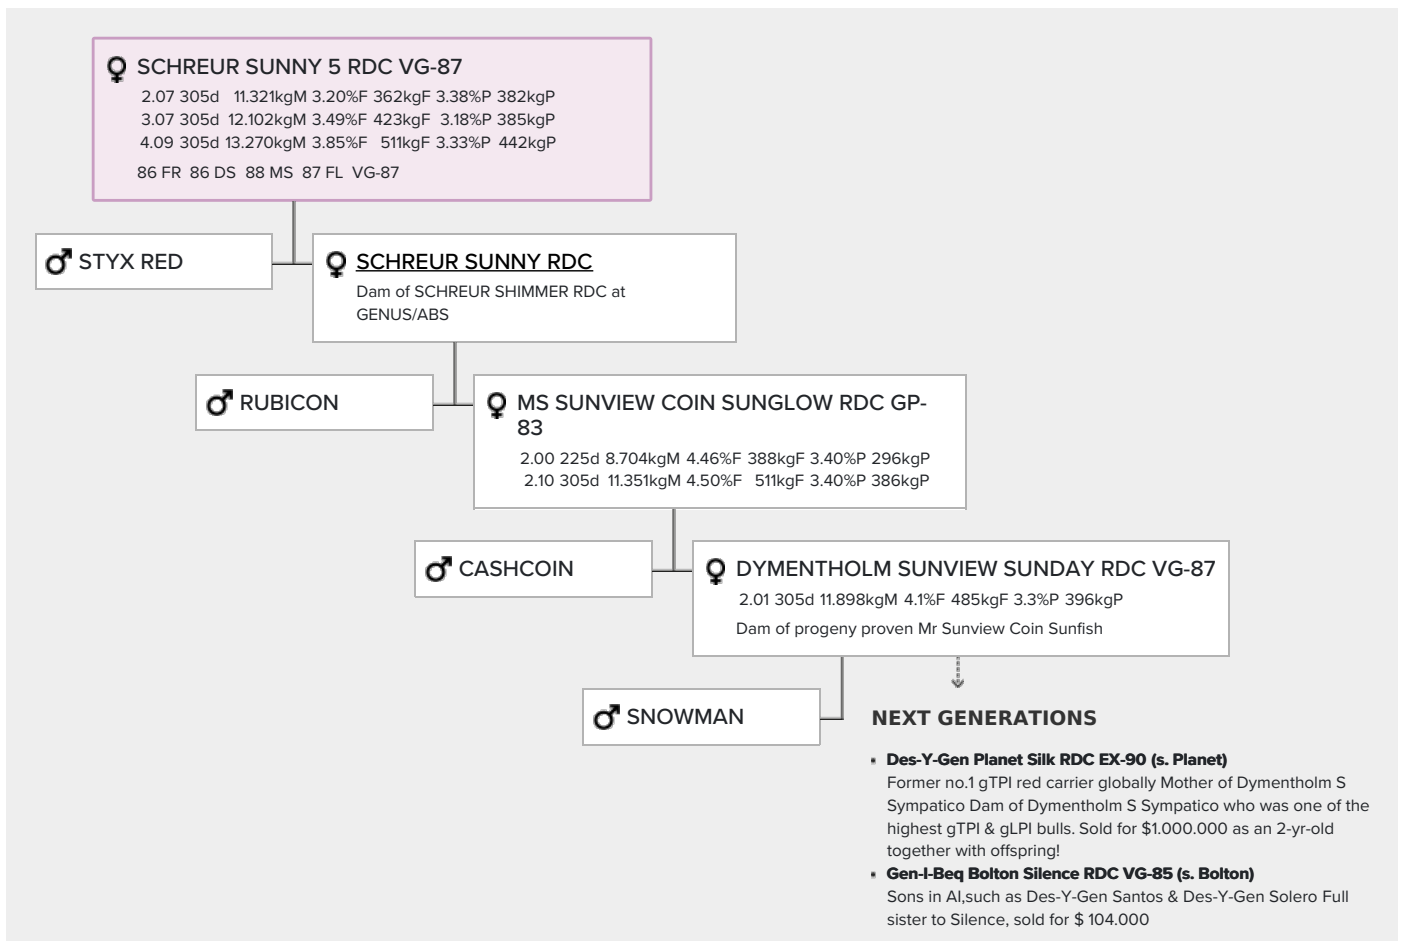 SCHREUR SUNNY 5 RDC VG-87
2.07 305d 11.321kgM 3.20%F 362kgF 3.38%P 382kgP
3.07 305d 12.102kgM 3.49%F 423kgF 3.18%P 385kgP
4.09 305d 13.270kgM 3.85%F 511kgF 3.33%P 442kgP
86 FR 86 DS 88 MS 87 FL VG-87
STYX RED
SCHREUR SUNNY RDC
Dam of SCHREUR SHIMMER RDC at
GENUS/ABS
RUBICON
MS SUNVIEW COIN SUNGLOW RDC GP-
83
2.00 225d 8.704kgM 4.46%F 388kgF 3.40%P 296kgP
2.10 305d 11.351kgM 4.50%F 511kgF 3.40%P 386kgP
CASHCOIN
DYMENTHOLM SUNVIEW SUNDAY RDC VG-87
2.01 305d 11.898kgM 4.1%F 485kgF 3.3%P 396kgP
Dam of progeny proven Mr Sunview Coin Sunfish
SNOWMAN
NEXT GENERATIONS
Des-Y-Gen Planet Silk RDC EX-90 (s. Planet)
Former no.1 gTPI red carrier globally Mother of Dymentholm S
Sympatico Dam of Dymentholm S Sympatico who was one of the
highest gTPI & gLPI bulls. Sold for $1.000.000 as an 2-yr-old
together with offspring!
Gen-I-Beq Bolton Silence RDC VG-85 (s. Bolton)
Sons in AI,such as Des-Y-Gen Santos & Des-Y-Gen Solero Full
sister to Silence, sold for $ 104.000